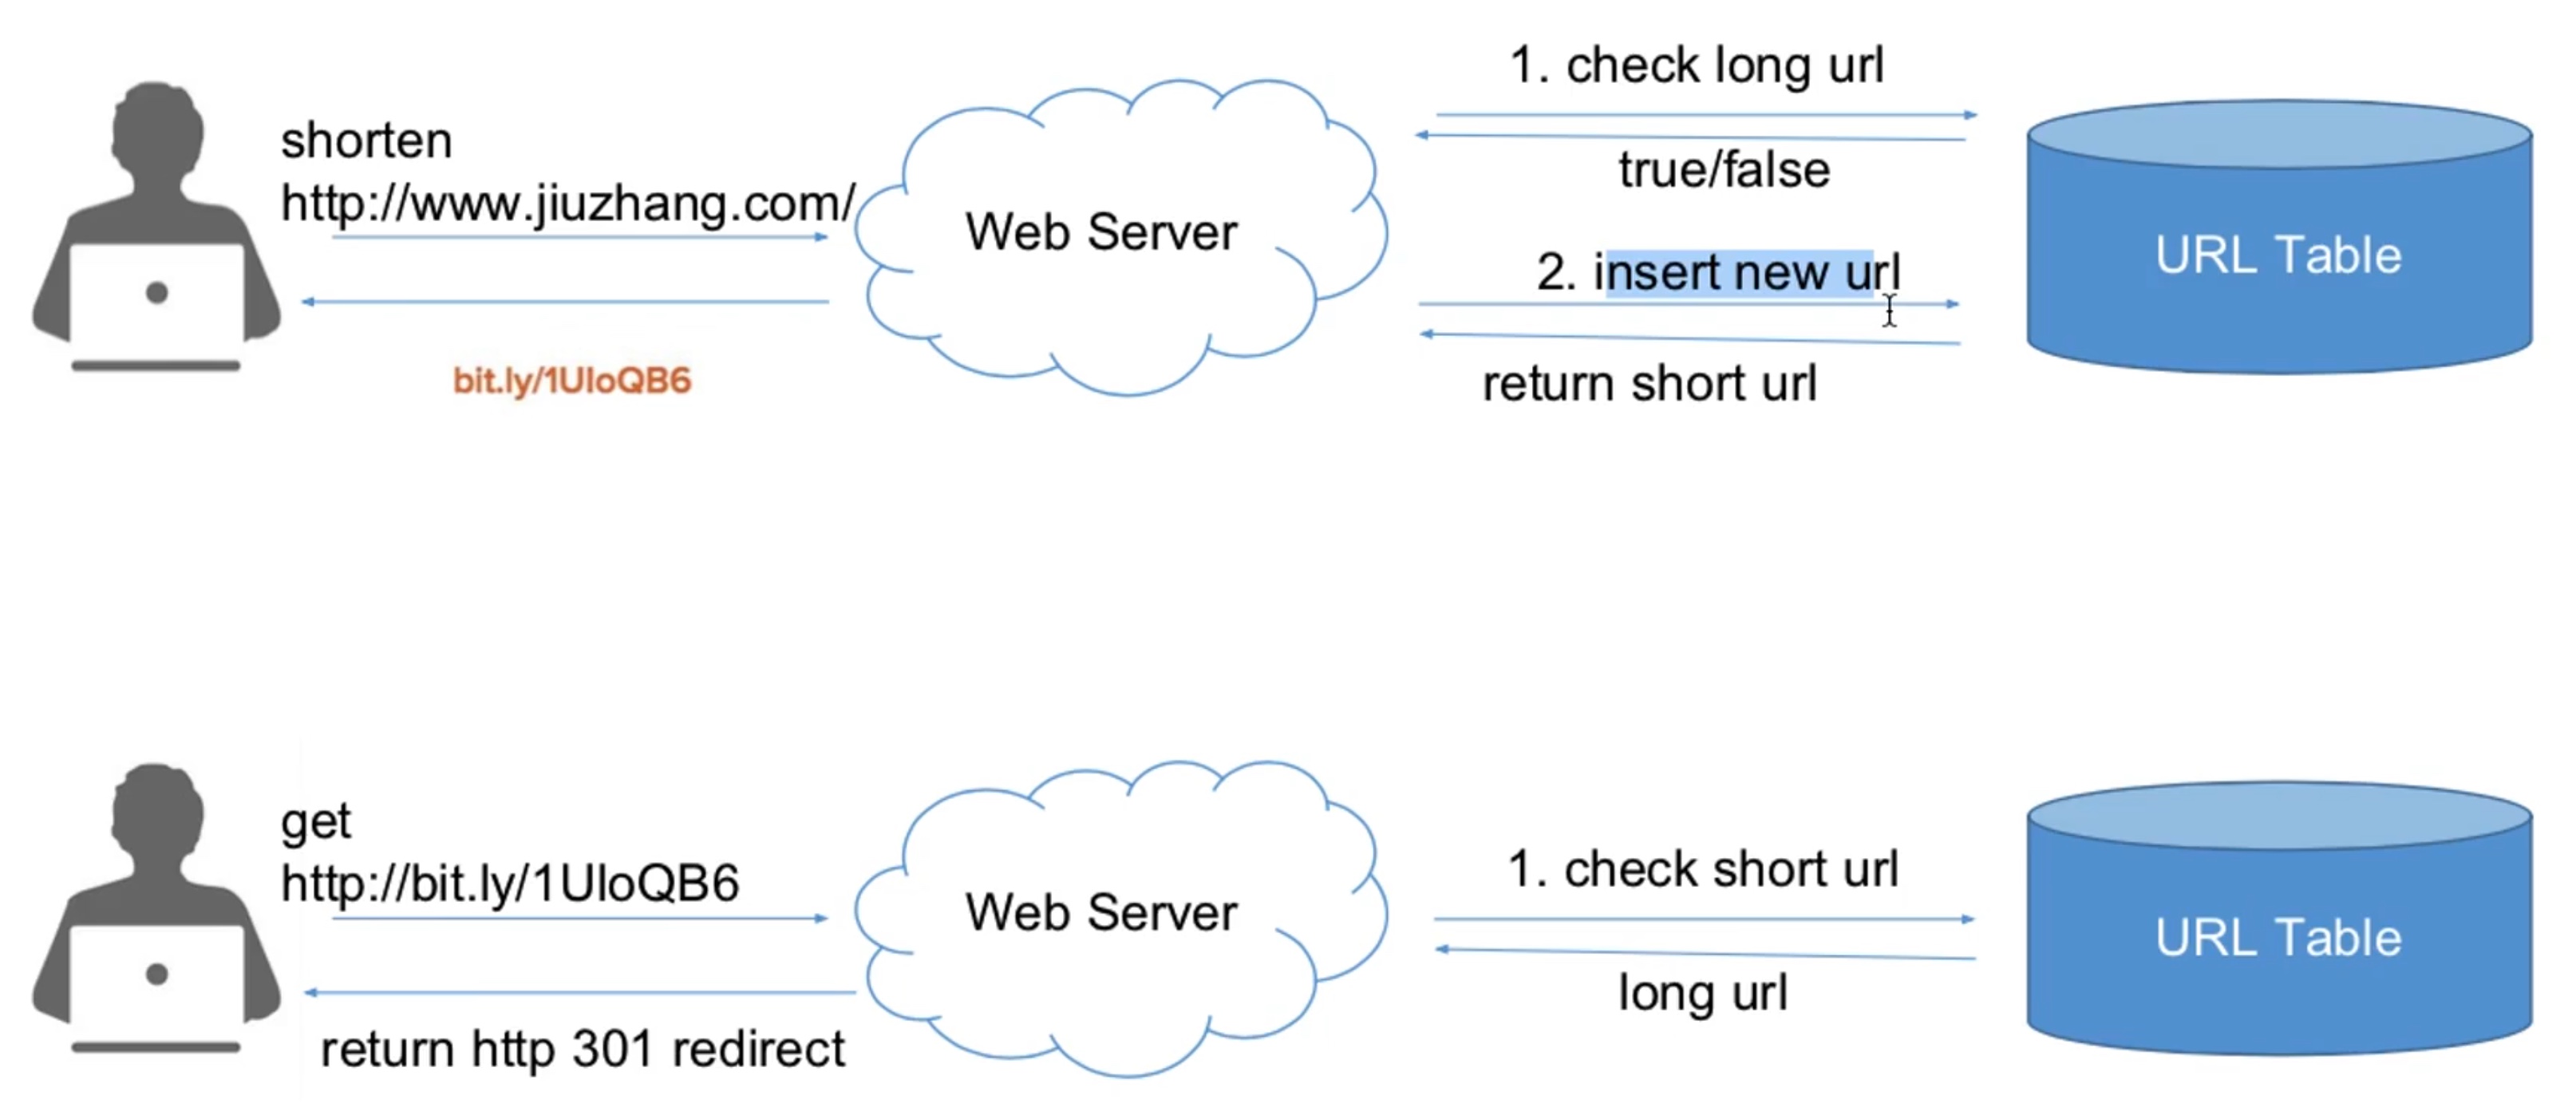 shorten
http://www.jiuzhang.com/
bit.ly/1UIoQB6
Web Server
1. check long url
true/false
2. insert new url
return short url
URL Table
get
http://bit.ly/1UIoQB6
return http 301 redirect
Web Server
1. check short url
long url
URL Table